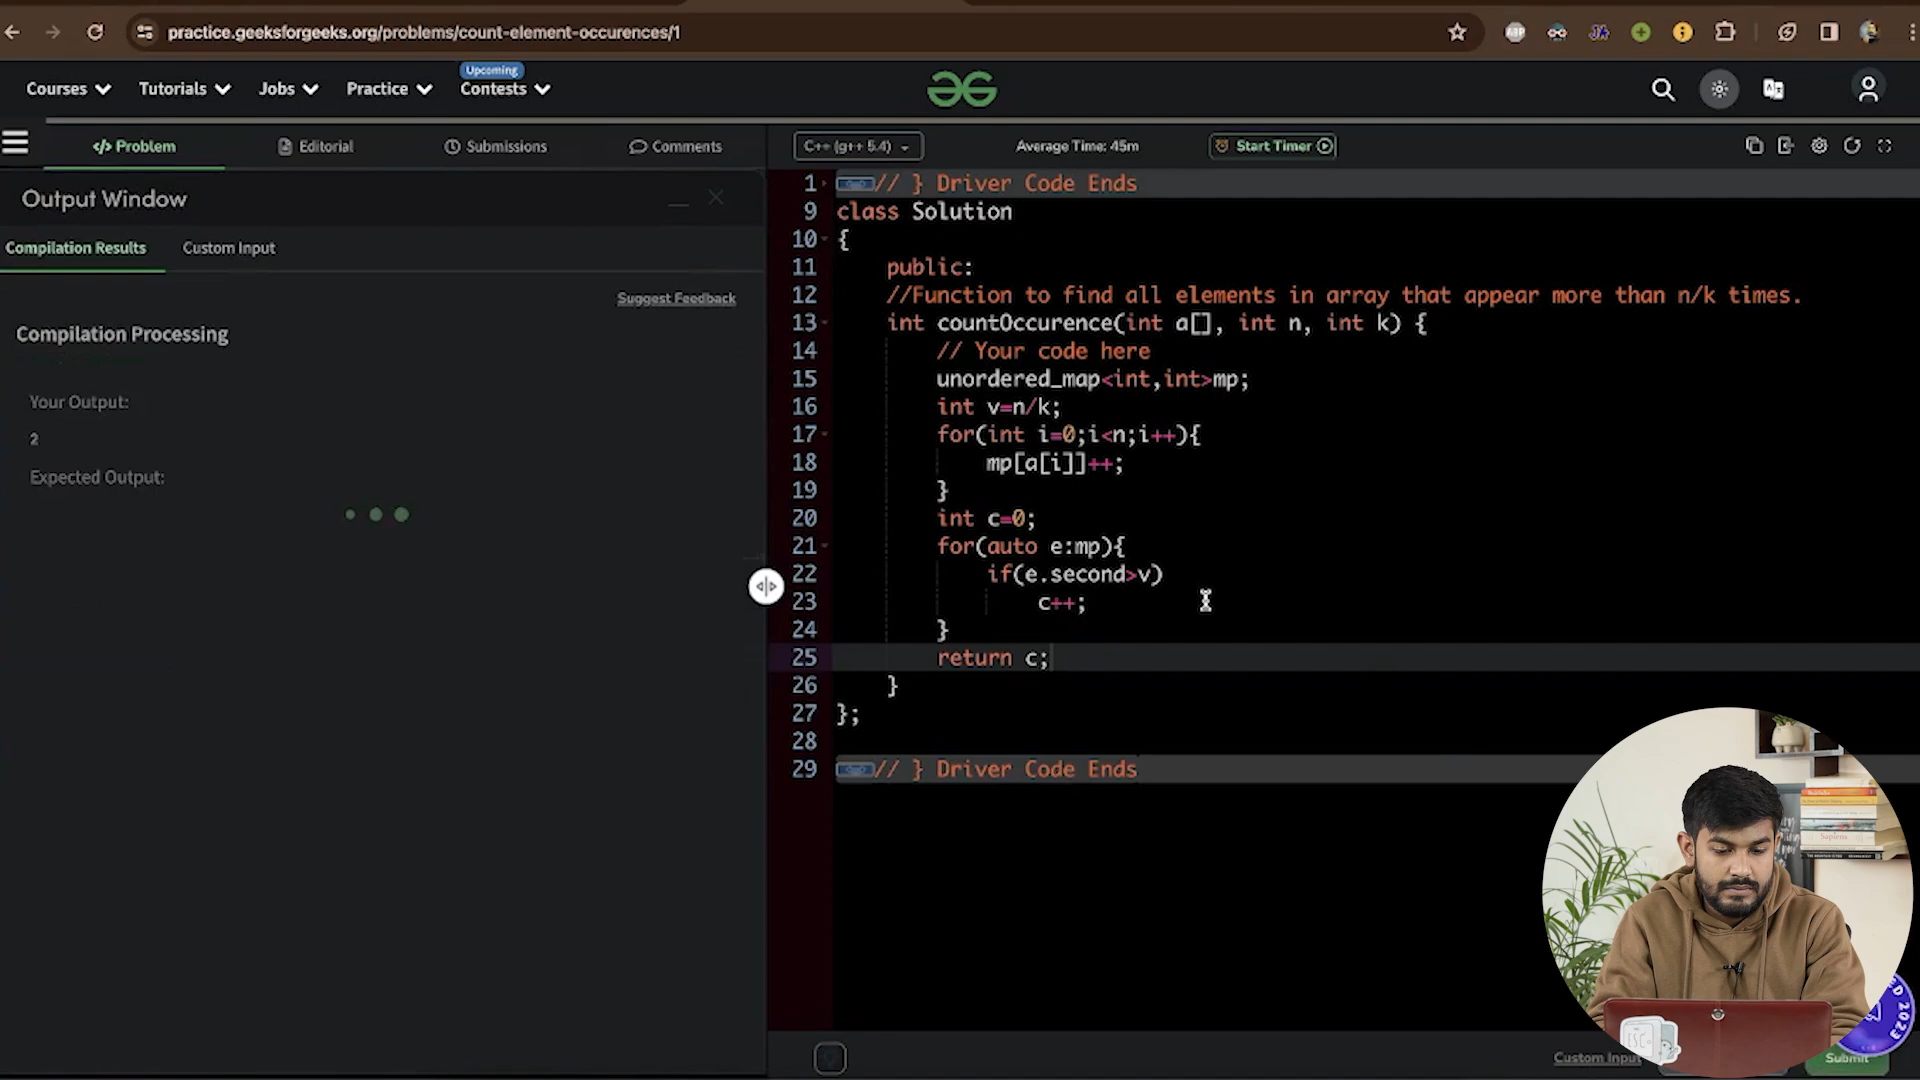 practice.geeksforgeeks.org/problems/count-element-occurences/1
Upcoming
Courses Tutorials Jobs Practice Contests
</> Problem Editorial Submissions Comments
C++ (g++ 5.4) Average Time: 45m Start Timer
Output Window
Compilation Results Custom Input
Suggest Feedback
Compilation Processing
Your Output:
2
Expected Output:
1 // } Driver Code Ends
9 class Solution
10 {
11 public:
12 //Function to find all elements in array that appear more than n/k times.
13 int countOccurence(int a[], int n, int k) {
14 // Your code here
15 unordered_map<int,int>mp;
16 int v=n/k;
17 for(int i=0;i<n;i++){
18 mp[a[i]]++;
19 }
20 int c=0;
21 for(auto e:mp){
22 if(e.second>v)
23 c++;
24 }
25 return c;
26 }
27 };
28
29 // } Driver Code Ends
Sapiens
ESC
2023
Custom Input
Submit